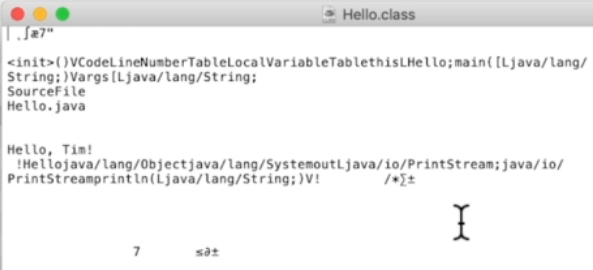 Hello.class
˛ˇ∫æ7"
<init>()VCodeLineNumberTableLocalVariableTablethisLHello;main([Ljava/lang/
String;)Vargs[Ljava/lang/String;
SourceFile
Hello.java
Hello, Tim!
!Hellojava/lang/Objectjava/lang/SystemoutLjava/io/PrintStream;java/io/
PrintStreamprintln(Ljava/lang/String;)V! /*∑±
7 ≤∂±